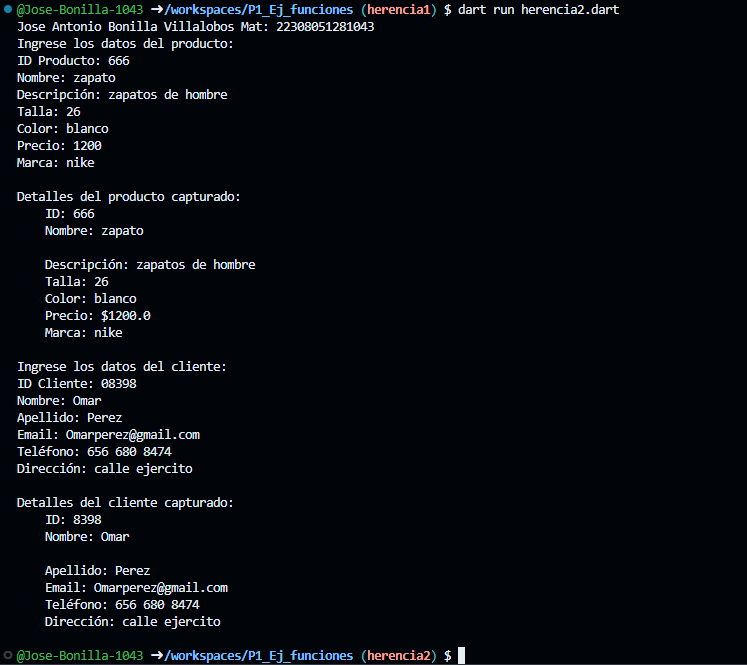 @Jose-Bonilla-1043 ➜/workspaces/P1_Ej_funciones (herencia1) $ dart run herencia2.dart
Jose Antonio Bonilla Villalobos Mat: 22308051281043
Ingrese los datos del producto:
ID Producto: 666
Nombre: zapato
Descripción: zapatos de hombre
Talla: 26
Color: blanco
Precio: 1200
Marca: nike
Detalles del producto capturado:
ID: 666
Nombre: zapato
Descripción: zapatos de hombre
Talla: 26
Color: blanco
Precio: $1200.0
Marca: nike
Ingrese los datos del cliente:
ID Cliente: 08398
Nombre: Omar
Apellido: Perez
Email: Omarperez@gmail.com
Teléfono: 656 680 8474
Dirección: calle ejercito
Detalles del cliente capturado:
ID: 8398
Nombre: Omar
Apellido: Perez
Email: Omarperez@gmail.com
Teléfono: 656 680 8474
Dirección: calle ejercito
@Jose-Bonilla-1043 ➜/workspaces/P1_Ej_funciones (herencia2) $